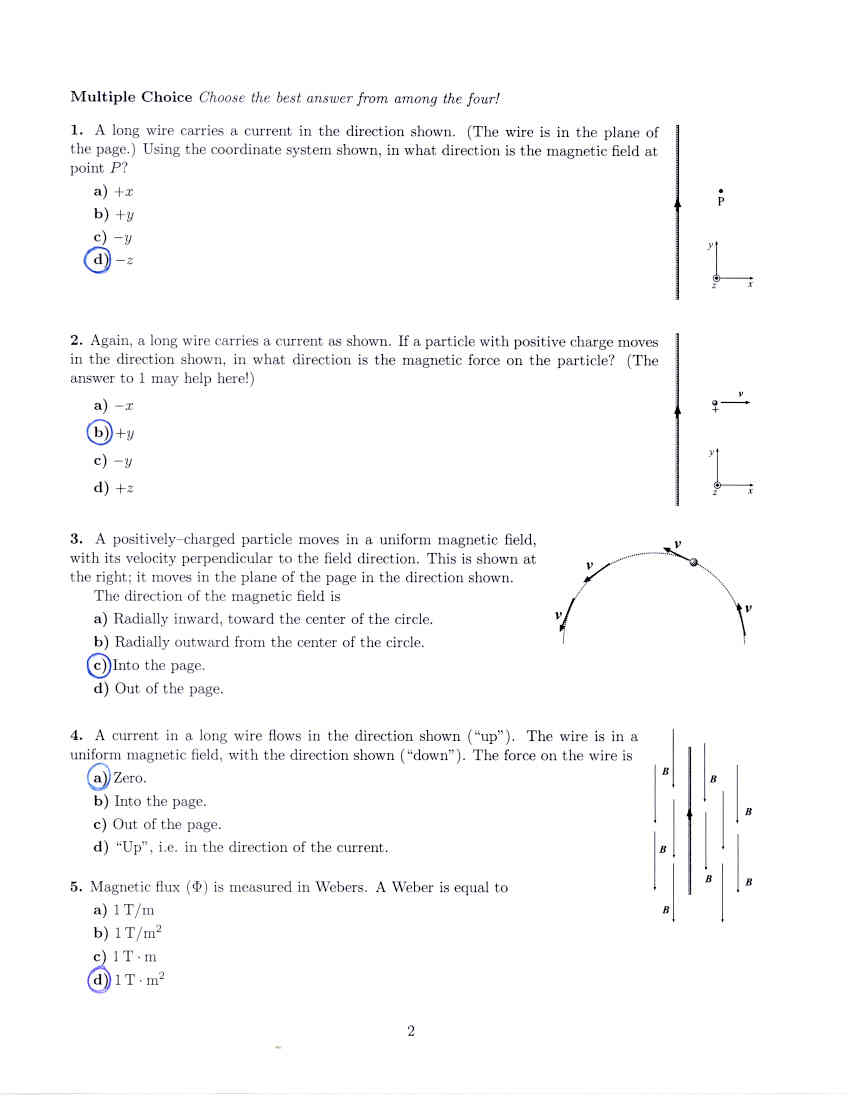 Multiple Choice Choose the best answer from among the four!
1. A long wire carries a current in the direction shown. (The wire is in the plane of
the page.) Using the coordinate system shown, in what direction is the magnetic field at
point P?
a) +x
b) +y
c) −y
d) −z
P
y
z
x
2. Again, a long wire carries a current as shown. If a particle with positive charge moves
in the direction shown, in what direction is the magnetic force on the particle? (The
answer to 1 may help here!)
a) −x
b) +y
c) −y
d) +z
v
+
y
z
x
3. A positively–charged particle moves in a uniform magnetic field,
with its velocity perpendicular to the field direction. This is shown at
the right; it moves in the plane of the page in the direction shown.
The direction of the magnetic field is
a) Radially inward, toward the center of the circle.
b) Radially outward from the center of the circle.
c) Into the page.
d) Out of the page.
v
v
v
v
4. A current in a long wire flows in the direction shown (“up”). The wire is in a
uniform magnetic field, with the direction shown (“down”). The force on the wire is
a) Zero.
b) Into the page.
c) Out of the page.
d) “Up”, i.e. in the direction of the current.
B
B
B
B
B
B
B
5. Magnetic flux (Φ) is measured in Webers. A Weber is equal to
a) 1 T/m
b) 1 T/m²
c) 1 T · m
d) 1 T · m²
2